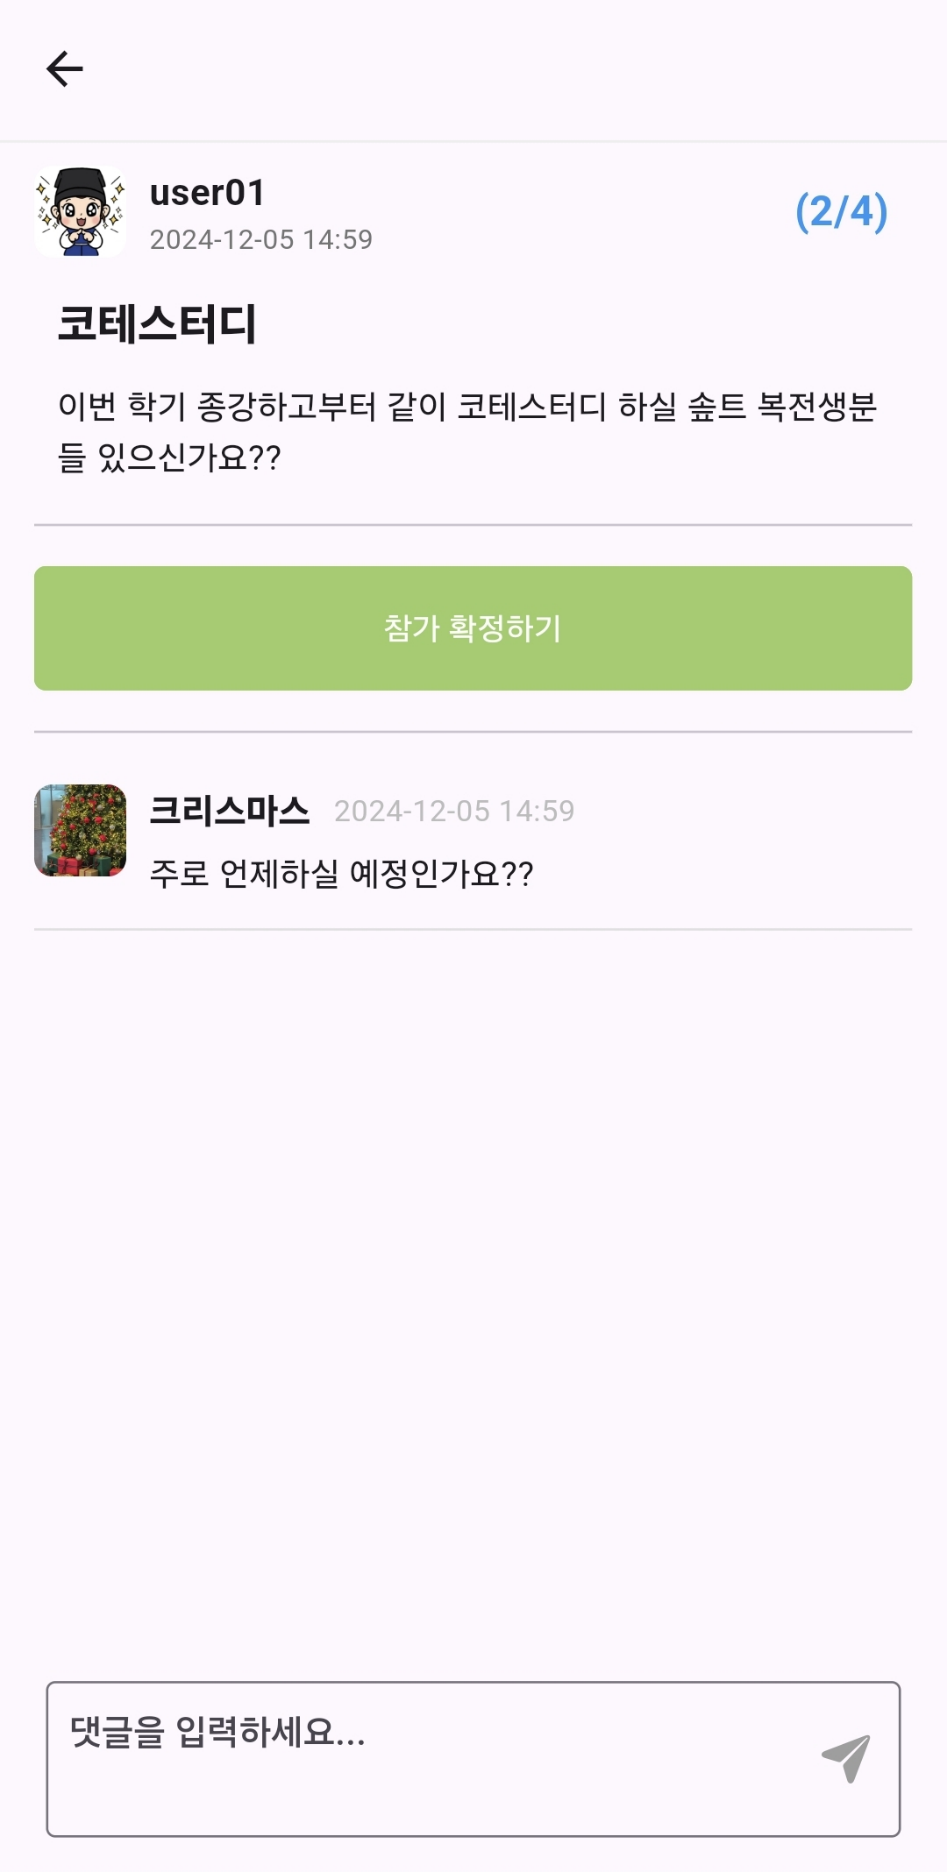 user01
2024-12-05 14:59
(2/4)
코테스터디
이번 학기 종강하고부터 같이 코테스터디 하실 솦트 복전생분
들 있으신가요??
참가 확정하기
크리스마스 2024-12-05 14:59
주로 언제하실 예정인가요??
댓글을 입력하세요...